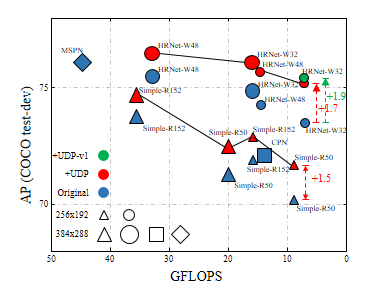 MSPN
HRNet-W48
HRNet-W32
HRNet-W48
HRNet-W32
HRNet-W48
75
Simple-R152
HRNet-W32
+1.9
HRNet-W48
+1.7
Simple-R152
Simple-R50
HRNet-W32
CPN
+UDP-v1
Simple-R50
+UDP
Simple-R152
+1.5
Original
Simple-R50
70
Simple-R50
256x192
384x288
50 40 30 20 10 0
GFLOPS
AP (COCO test-dev)